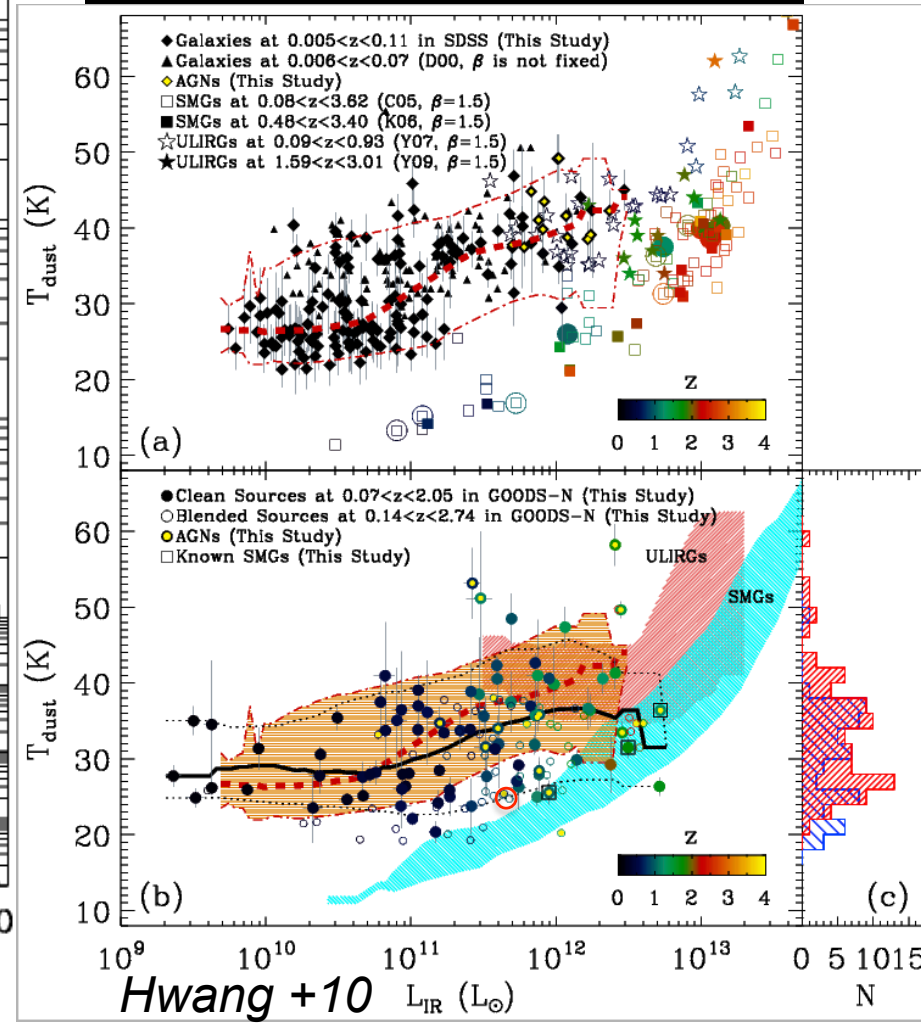 60
50
40
30
20
10
T_dust (K)
◆Galaxies at 0.005<z<0.11 in SDSS (This Study)
▲Galaxies at 0.006<z<0.07 (D00, β is not fixed)
◆AGNs (This Study)
□SMGs at 0.08<z<3.62 (C05, β=1.5)
■SMGs at 0.48<z<3.40 (K06, β=1.5)
☆ULIRGs at 0.09<z<0.93 (Y07, β=1.5)
★ULIRGs at 1.59<z<3.01 (Y09, β=1.5)
z
0 1 2 3 4
(a)
60
50
40
30
20
10
T_dust (K)
●Clean Sources at 0.07<z<2.05 in GOODS-N (This Study)
○Blended Sources at 0.14<z<2.74 in GOODS-N (This Study)
●AGNs (This Study)
□Known SMGs (This Study)
ULIRGs
SMGs
z
0 1 2 3 4
(b)
(c)
0
10⁹ 10¹⁰ 10¹¹ 10¹² 10¹³ 0 5 1015
Hwang +10 L_IR (L_⊙) N